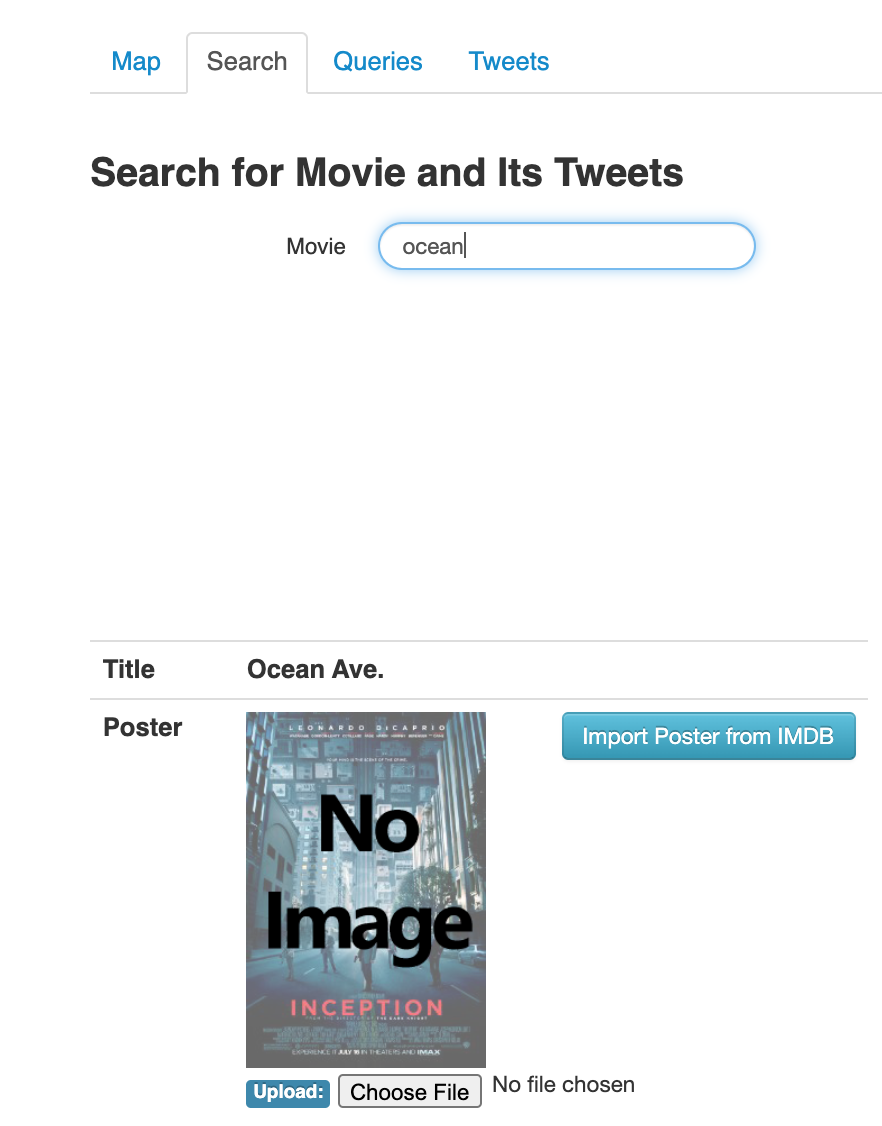 Map Search Queries Tweets
Search for Movie and Its Tweets
Movie ocean
Title Ocean Ave.
Poster Import Poster from IMDB
LEONARDO DICAPRIO
No
Image
INCEPTION
EXPERIENCE IT JULY 16 IN THEATERS AND IMAX
Upload: Choose File No file chosen